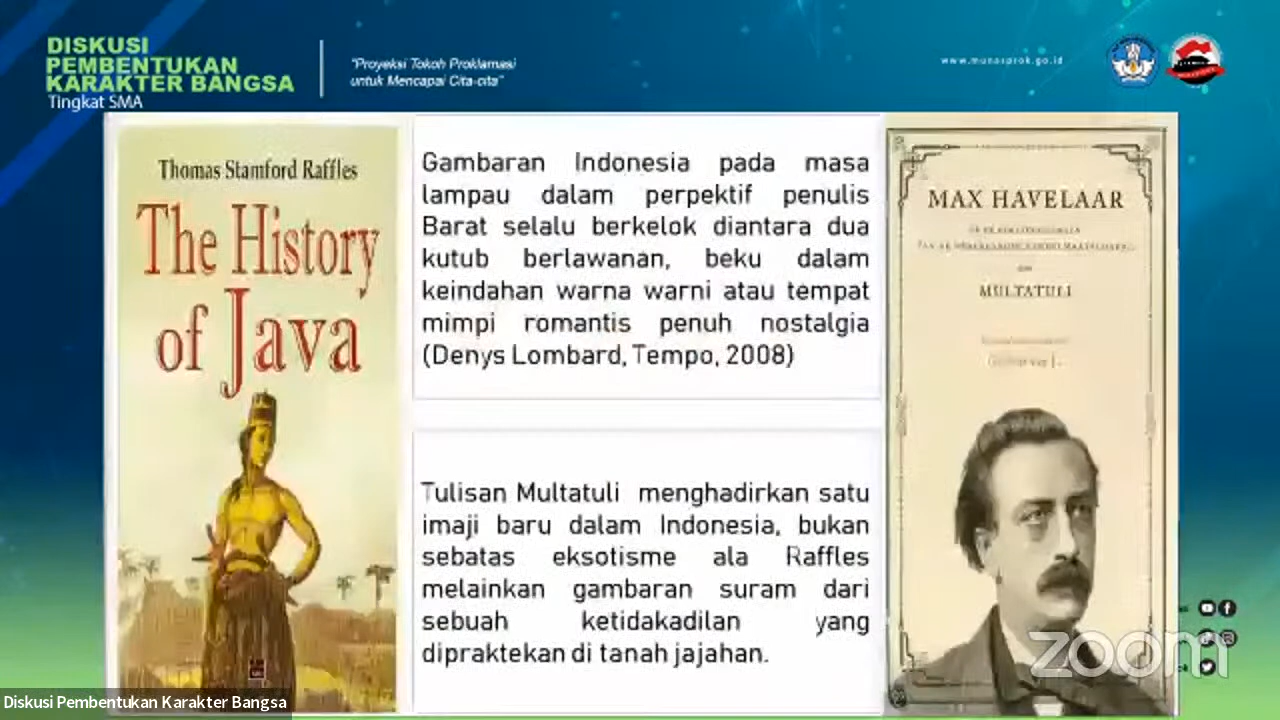 DISKUSI
PEMBENTUKAN
KARAKTER BANGSA
Tingkat SMA
"Proyeksi Tokoh Proklamasi
untuk Mencapai Cita-cita"
www.munasprok.go.id
Thomas Stamford Raffles
The History
of Java
Gambaran Indonesia pada masa
lampau dalam perpektif penulis
Barat selalu berkelok diantara dua
kutub berlawanan, beku dalam
keindahan warna warni atau tempat
mimpi romantis penuh nostalgia
(Denys Lombard, Tempo, 2008)
Tulisan Multatuli menghadirkan satu
imaji baru dalam Indonesia, bukan
sebatas eksotisme ala Raffles
melainkan gambaran suram dari
sebuah ketidakadilan yang
dipraktekan di tanah jajahan.
MAX HAVELAAR
MULTATULI
zoom
Diskusi Pembentukan Karakter Bangsa